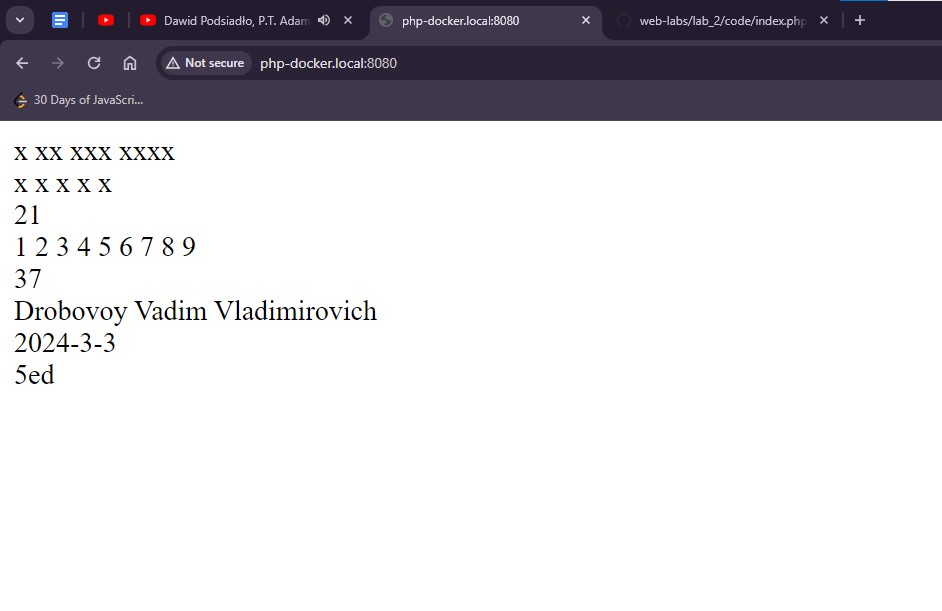 Dawid Podsiadło, P.T. Adam
php-docker.local:8080
web-labs/lab_2/code/index.php
Not secure
php-docker.local:8080
30 Days of JavaScri...
x xx xxx xxxx
x x x x x
21
1 2 3 4 5 6 7 8 9
37
Drobovoy Vadim Vladimirovich
2024-3-3
5ed